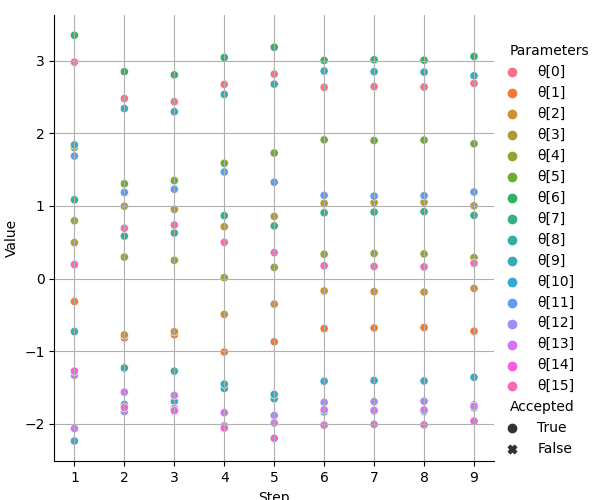 3
2
1
0
−1
−2
Value
1 2 3 4 5 6 7 8 9
Step
Parameters
θ[0]
θ[1]
θ[2]
θ[3]
θ[4]
θ[5]
θ[6]
θ[7]
θ[8]
θ[9]
θ[10]
θ[11]
θ[12]
θ[13]
θ[14]
θ[15]
Accepted
True
False